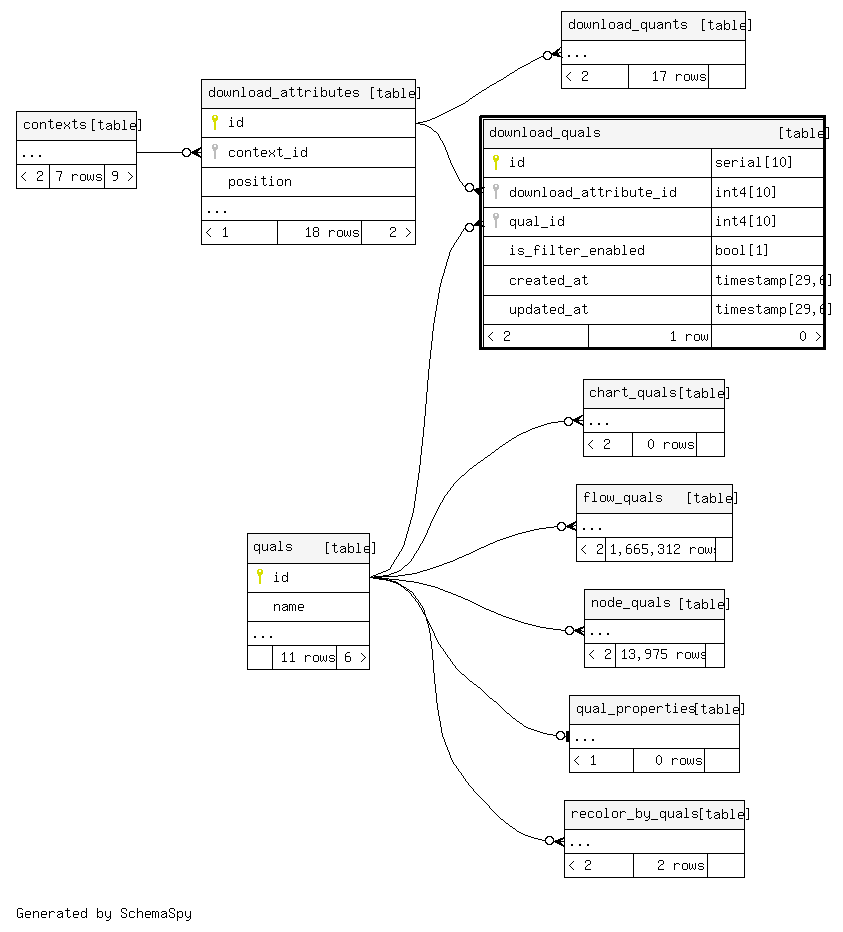 download_quants [table]
...
< 2 17 rows
download_attributes [table]
id
context_id
position
...
< 1 18 rows 2 >
contexts [table]
...
< 2 7 rows 9 >
download_quals [table]
id serial[10]
download_attribute_id int4[10]
qual_id int4[10]
is_filter_enabled bool[1]
created_at timestamp[29,6]
updated_at timestamp[29,6]
< 2 1 row 0 >
chart_quals [table]
...
< 2 0 rows
flow_quals [table]
...
< 2 1,665,312 rows
quals [table]
id
name
...
11 rows 6 >
node_quals [table]
...
< 2 13,975 rows
qual_properties [table]
...
< 1 0 rows
recolor_by_quals [table]
...
< 2 2 rows
Generated by SchemaSpy